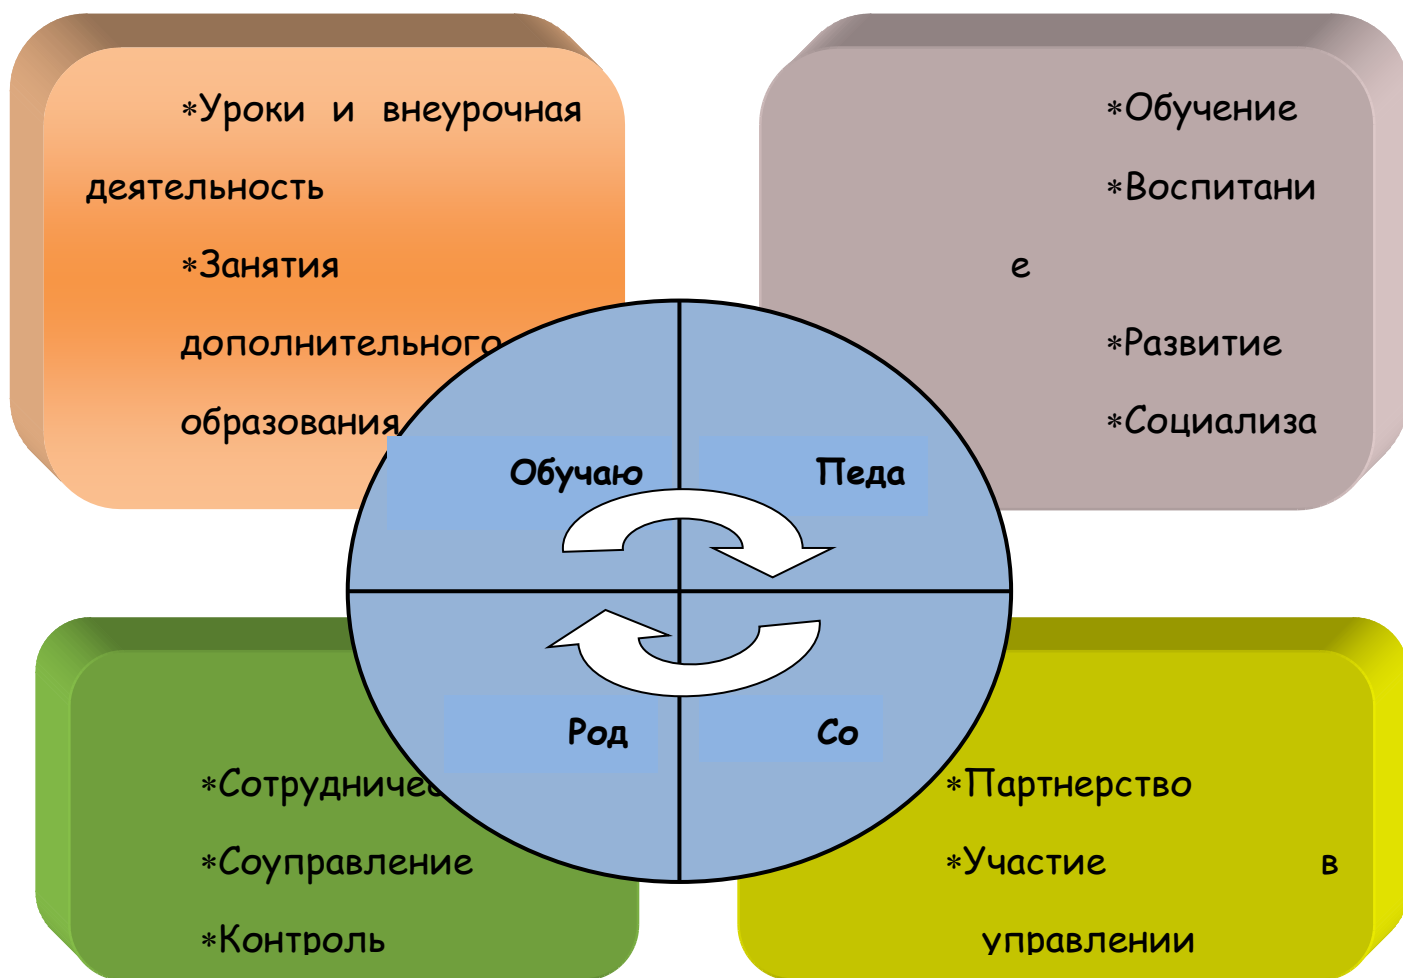 *Уроки и внеурочная
деятельность
*Занятия
дополнительного
образования
*Обучение
*Воспитани
е
*Развитие
*Социализа
Обучаю
Педа
Род
Со
*Сотрудничес
*Соуправление
*Контроль
*Партнерство
*Участие в
управлении